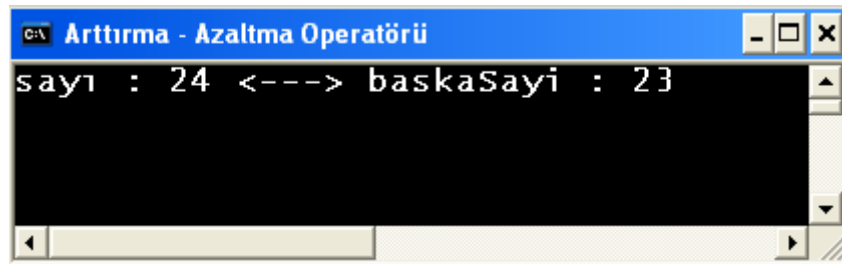 Arttırma - Azaltma Operatörü
sayı : 24 <---> baskaSayi : 23